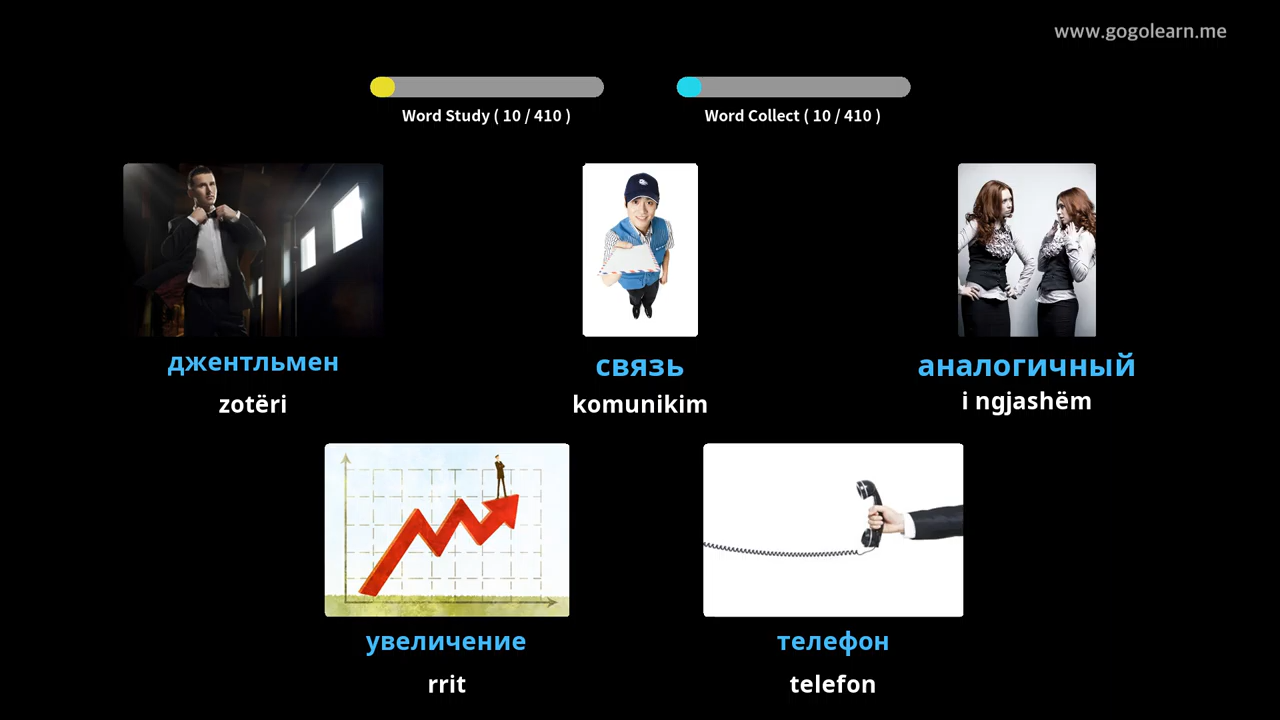 www.gogolearn.me
Word Study ( 10 / 410 )
Word Collect ( 10 / 410 )
джентльмен
zotëri
связь
komunikim
аналогичный
i ngjashëm
увеличение
rrit
телефон
telefon